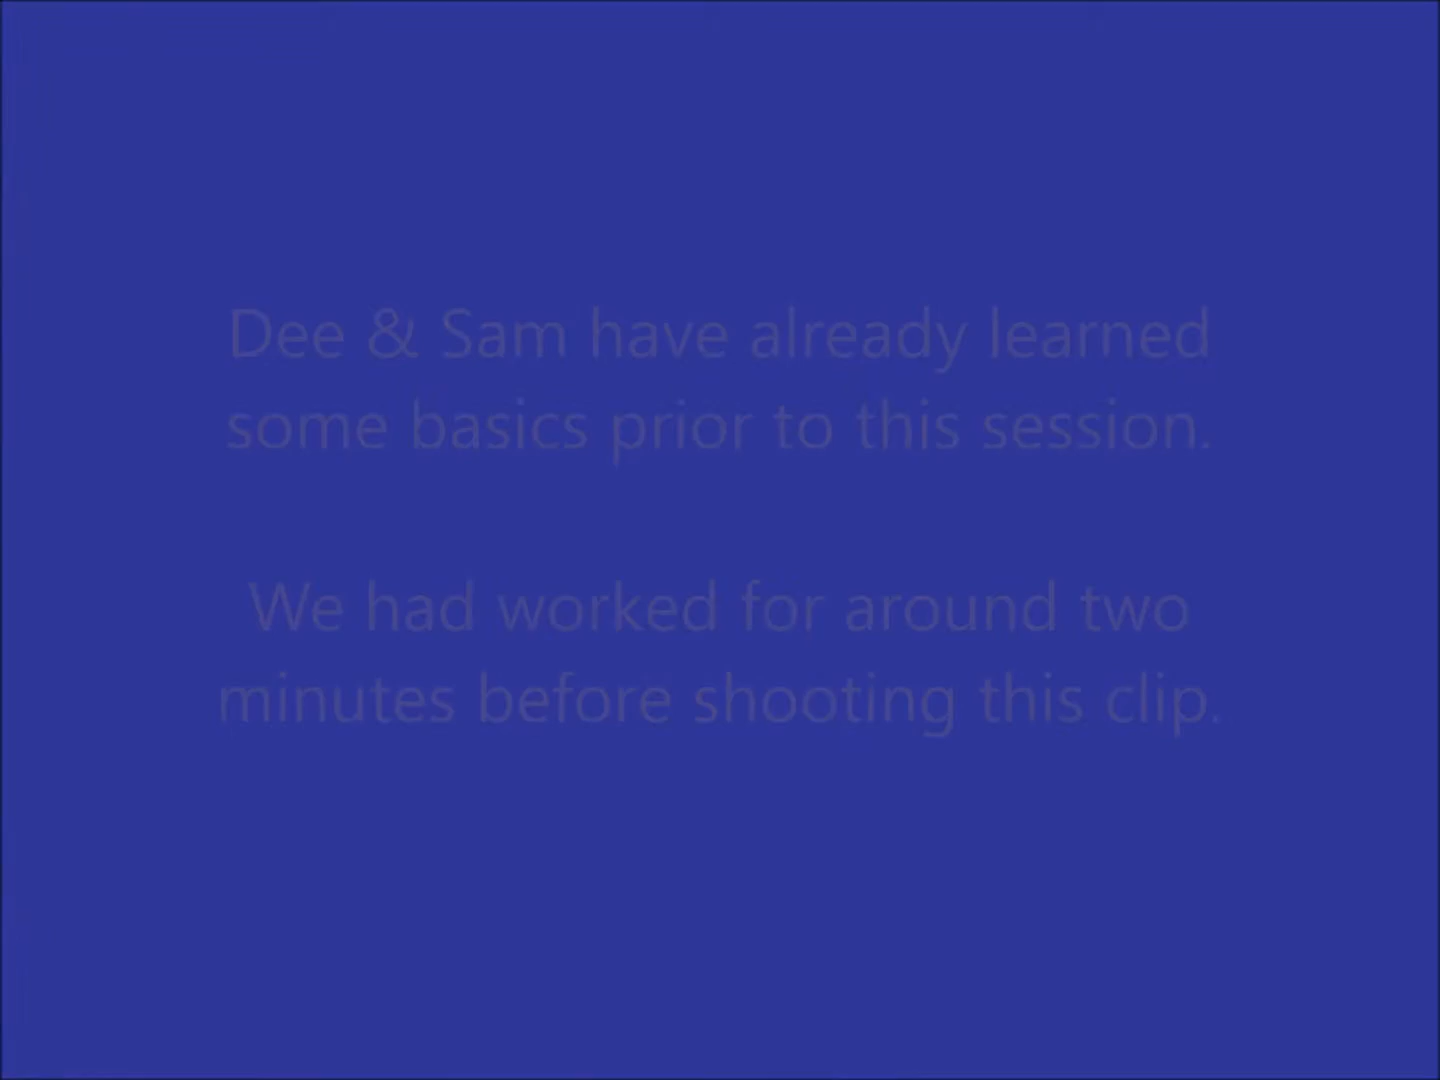 Dee & Sam have already learned
some basics prior to this session.
We had worked for around two
minutes before shooting this clip.